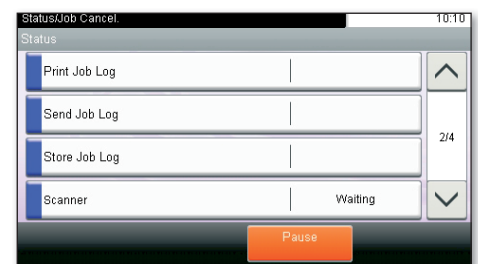 Status/Job Cancel. 10:10
Status
Print Job Log
Send Job Log
2/4
Store Job Log
Scanner Waiting
Pause